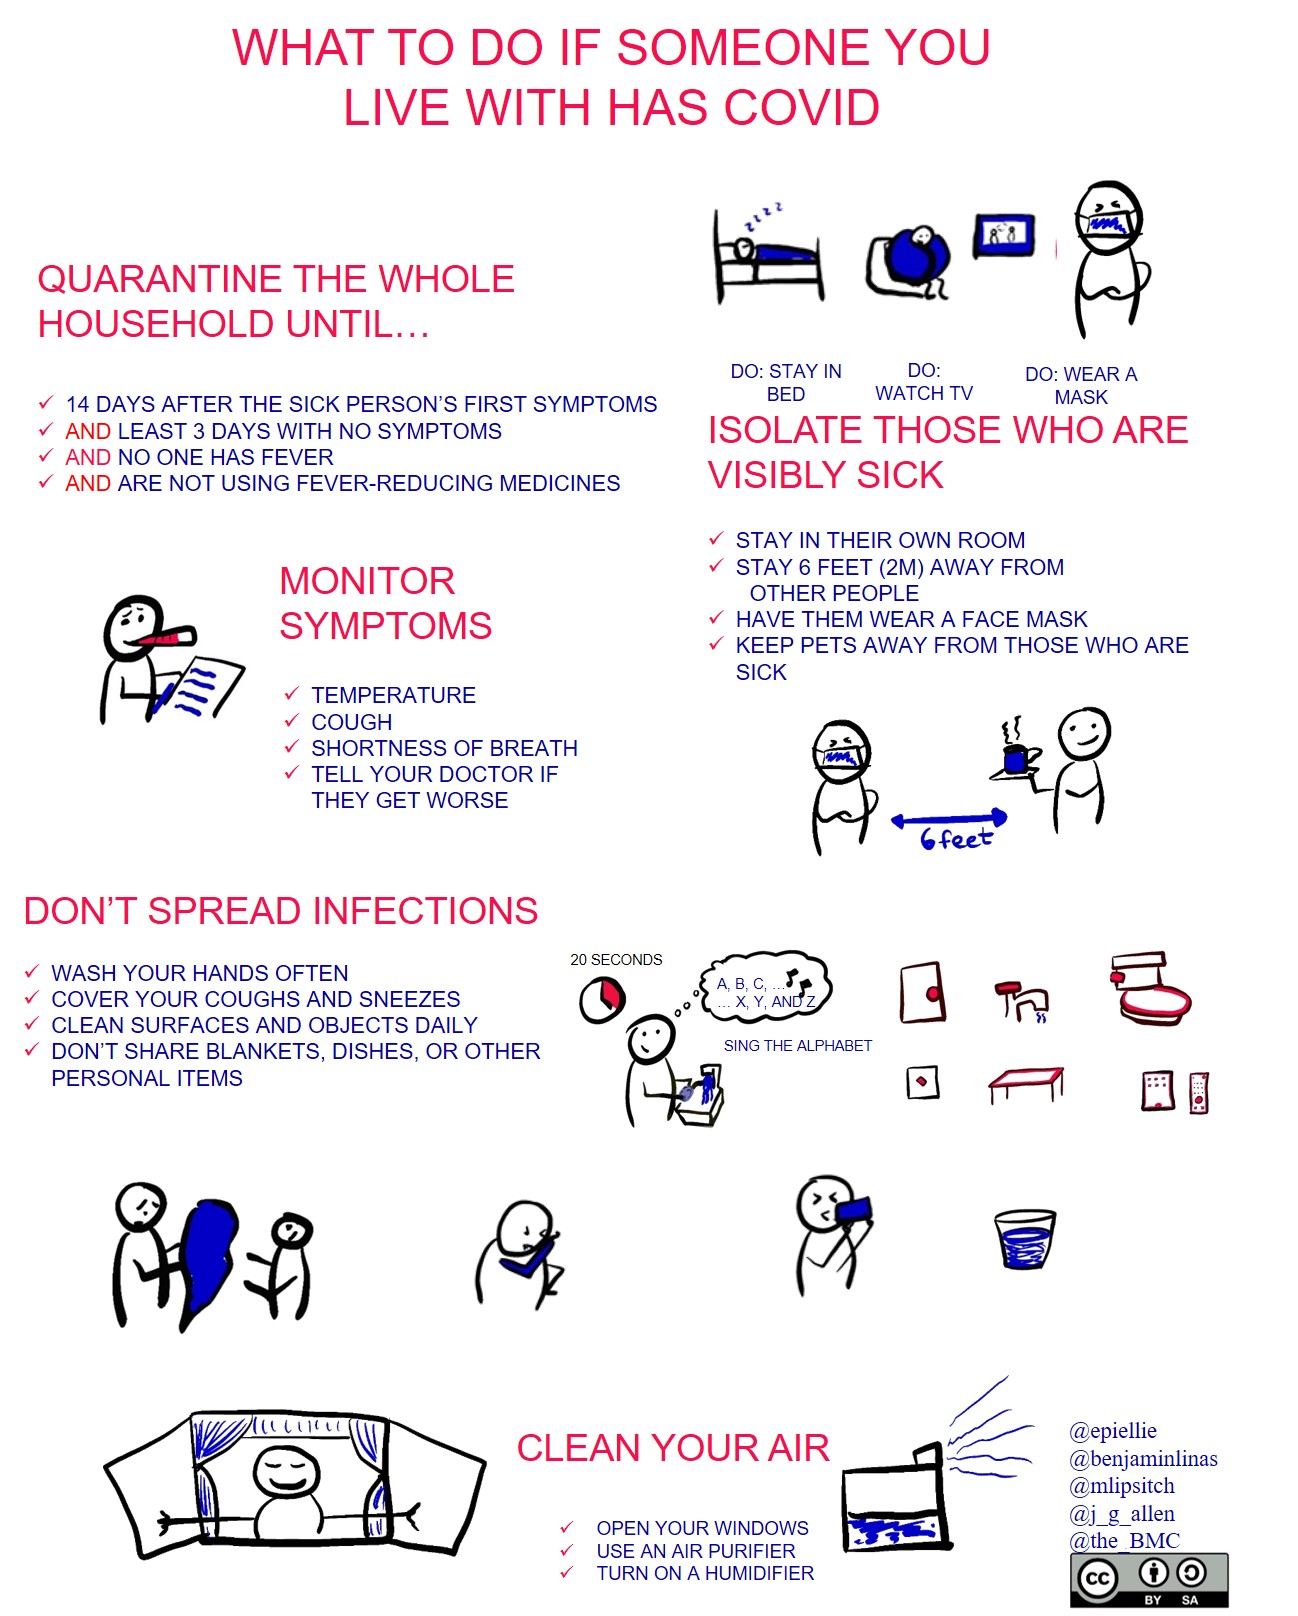 WHAT TO DO IF SOMEONE YOU
LIVE WITH HAS COVID
QUARANTINE THE WHOLE
HOUSEHOLD UNTIL…
✓ 14 DAYS AFTER THE SICK PERSON'S FIRST SYMPTOMS
✓ AND LEAST 3 DAYS WITH NO SYMPTOMS
✓ AND NO ONE HAS FEVER
✓ AND ARE NOT USING FEVER-REDUCING MEDICINES
z z z z
DO: STAY IN
BED
DO:
WATCH TV
DO: WEAR A
MASK
ISOLATE THOSE WHO ARE
VISIBLY SICK
✓ STAY IN THEIR OWN ROOM
✓ STAY 6 FEET (2M) AWAY FROM
OTHER PEOPLE
✓ HAVE THEM WEAR A FACE MASK
✓ KEEP PETS AWAY FROM THOSE WHO ARE
SICK
6 feet
MONITOR
SYMPTOMS
✓ TEMPERATURE
✓ COUGH
✓ SHORTNESS OF BREATH
✓ TELL YOUR DOCTOR IF
THEY GET WORSE
DON'T SPREAD INFECTIONS
✓ WASH YOUR HANDS OFTEN
✓ COVER YOUR COUGHS AND SNEEZES
✓ CLEAN SURFACES AND OBJECTS DAILY
✓ DON'T SHARE BLANKETS, DISHES, OR OTHER
PERSONAL ITEMS
20 SECONDS
A, B, C, …
… X, Y, AND Z
SING THE ALPHABET
CLEAN YOUR AIR
✓ OPEN YOUR WINDOWS
✓ USE AN AIR PURIFIER
✓ TURN ON A HUMIDIFIER
@epiellie
@benjaminlinas
@mlipsitch
@j_g_allen
@the_BMC
cc
BY SA